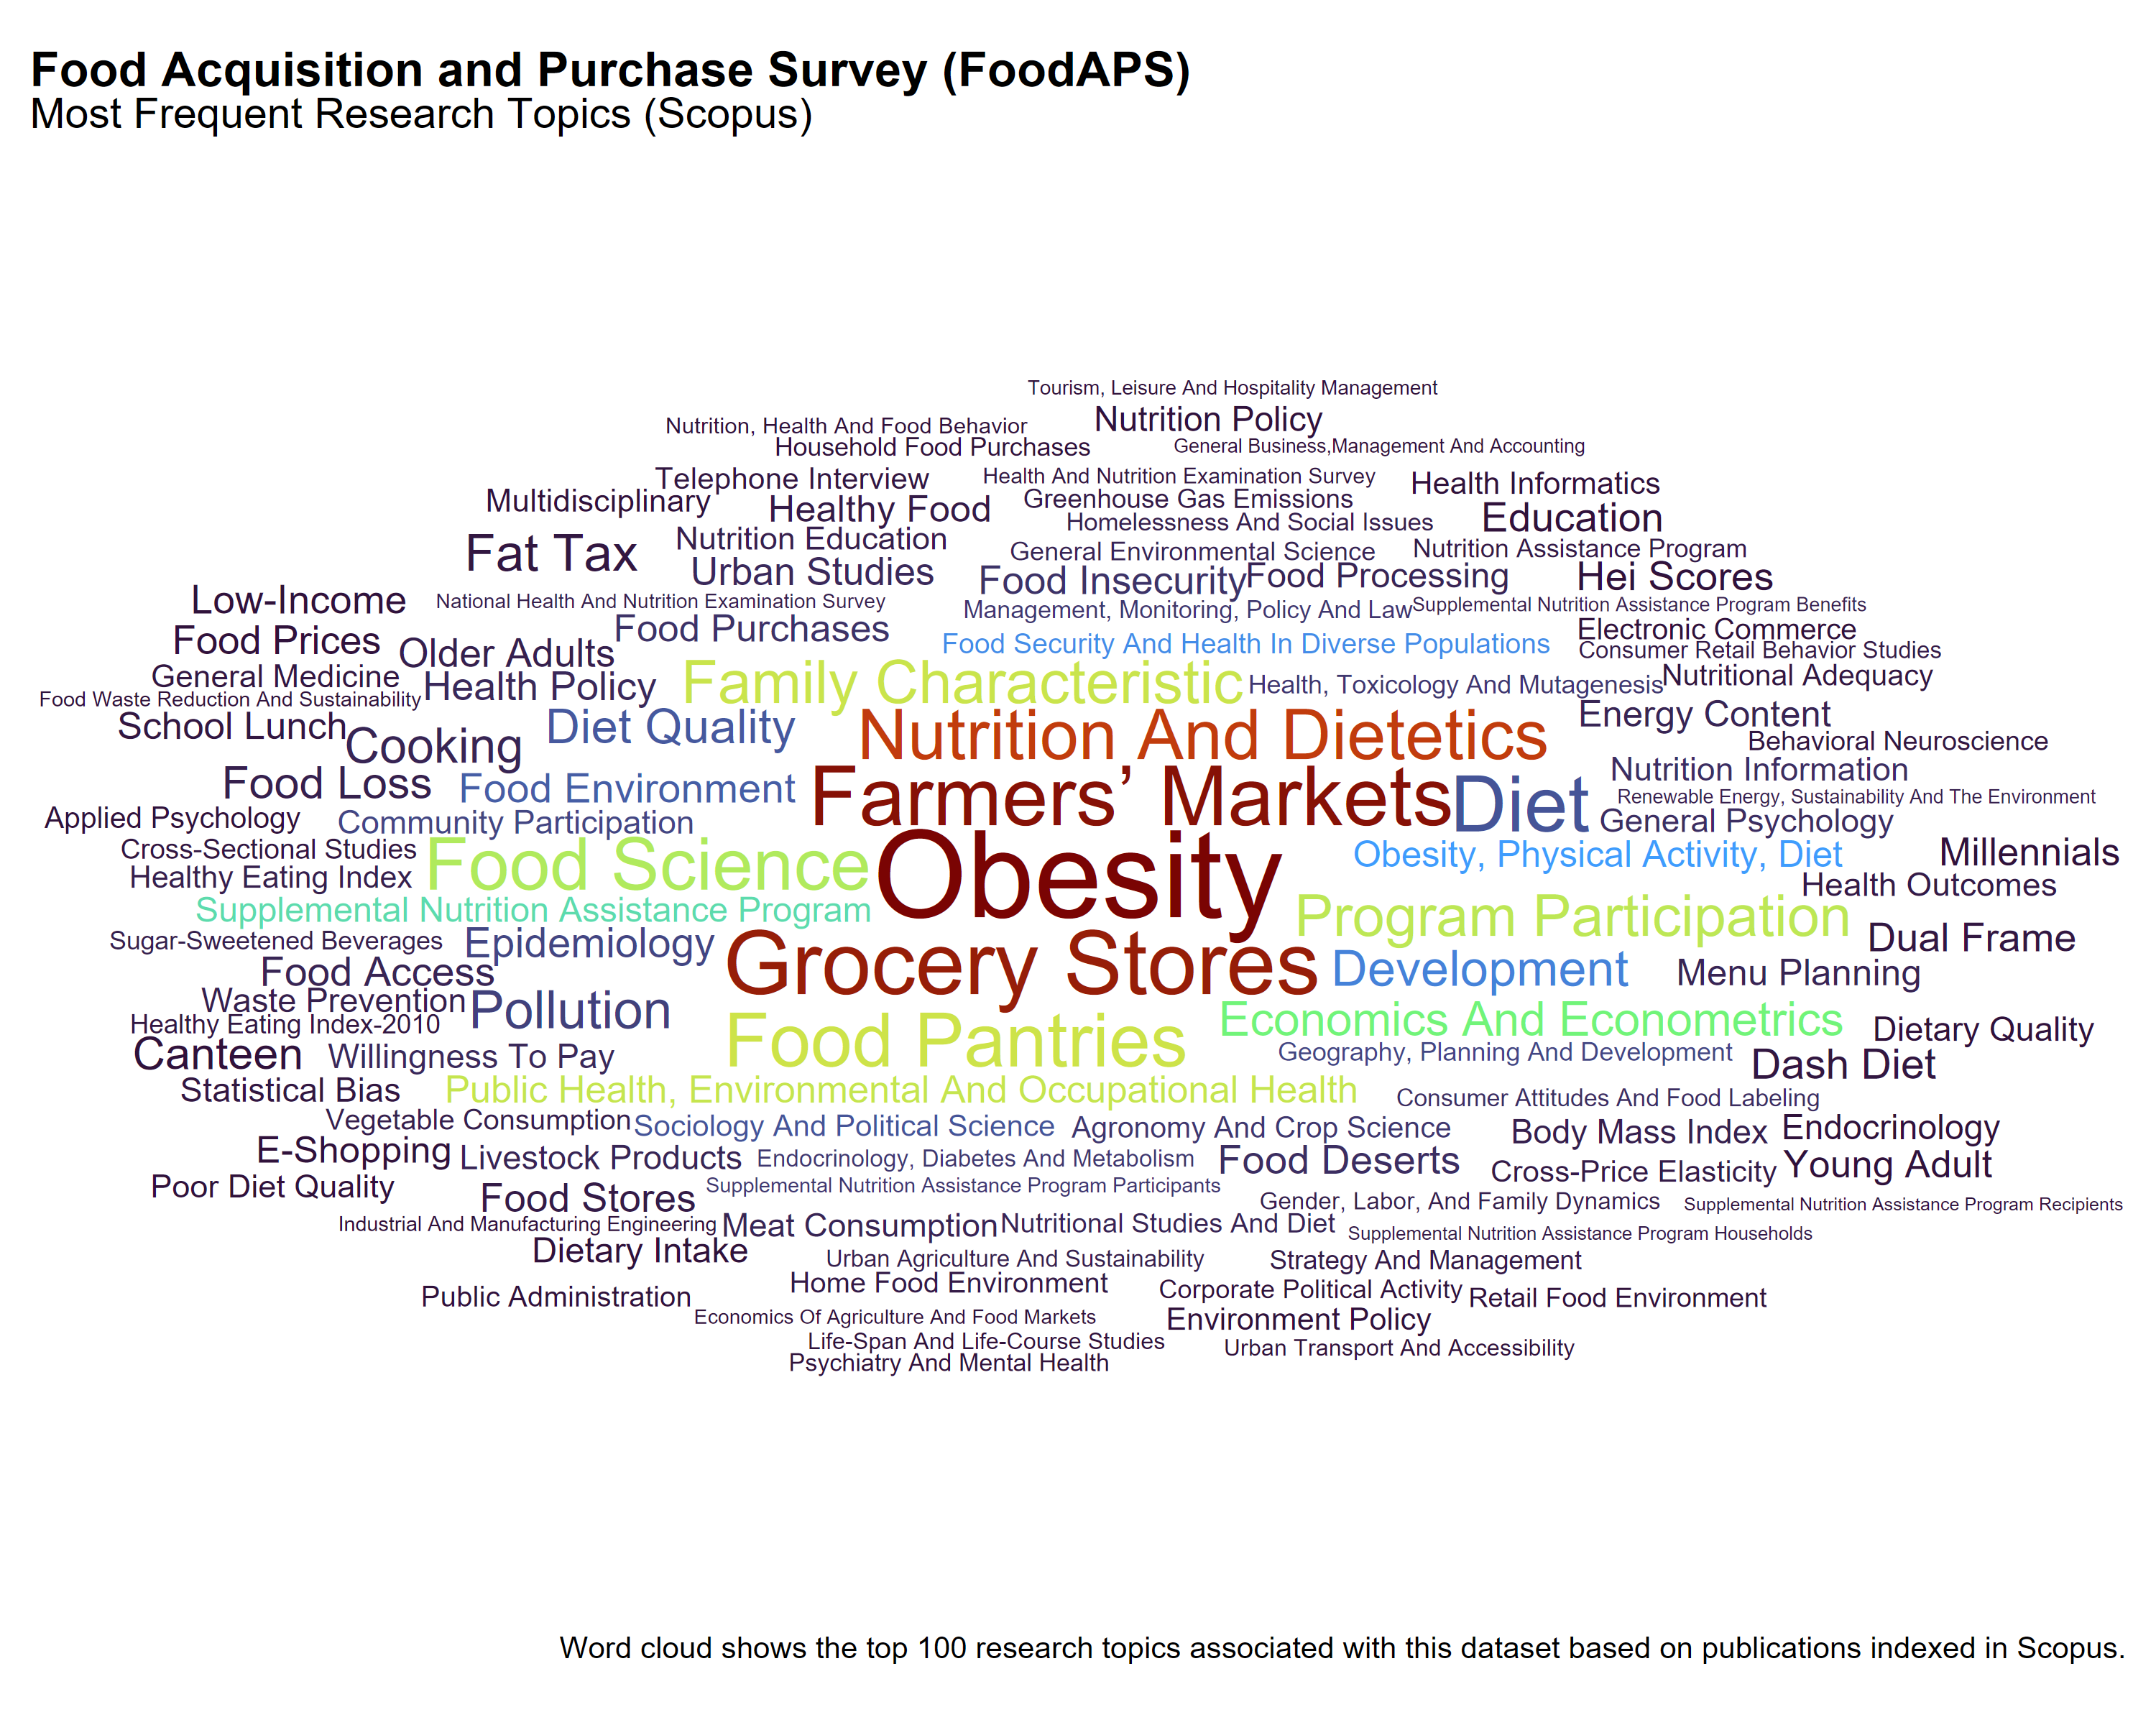 Food Acquisition and Purchase Survey (FoodAPS)
Most Frequent Research Topics (Scopus)
Tourism, Leisure And Hospitality Management
Nutrition, Health And Food Behavior
Nutrition Policy
Household Food Purchases
General Business,Management And Accounting
Telephone Interview
Health And Nutrition Examination Survey
Health Informatics
Multidisciplinary
Healthy Food
Greenhouse Gas Emissions
Homelessness And Social Issues
Education
Fat Tax
Nutrition Education
General Environmental Science
Nutrition Assistance Program
Urban Studies
Food Insecurity
Food Processing
Hei Scores
Low-Income
National Health And Nutrition Examination Survey
Management, Monitoring, Policy And Law
Supplemental Nutrition Assistance Program Benefits
Food Prices
Food Purchases
Electronic Commerce
Older Adults
Food Security And Health In Diverse Populations
Consumer Retail Behavior Studies
General Medicine
Health Policy
Family Characteristic
Health, Toxicology And Mutagenesis
Nutritional Adequacy
Food Waste Reduction And Sustainability
School Lunch
Cooking
Diet Quality
Nutrition And Dietetics
Energy Content
Behavioral Neuroscience
Food Loss
Food Environment
Farmers’ Markets
Diet
Nutrition Information
Renewable Energy, Sustainability And The Environment
Applied Psychology
Community Participation
General Psychology
Cross-Sectional Studies
Food Science
Obesity
Obesity, Physical Activity, Diet
Millennials
Healthy Eating Index
Health Outcomes
Supplemental Nutrition Assistance Program
Program Participation
Sugar-Sweetened Beverages
Epidemiology
Dual Frame
Food Access
Grocery Stores
Development
Menu Planning
Waste Prevention
Pollution
Healthy Eating Index-2010
Food Pantries
Economics And Econometrics
Dietary Quality
Canteen
Willingness To Pay
Geography, Planning And Development
Dash Diet
Statistical Bias
Public Health, Environmental And Occupational Health
Consumer Attitudes And Food Labeling
Vegetable Consumption
Sociology And Political Science
Agronomy And Crop Science
Body Mass Index
Endocrinology
E-Shopping
Livestock Products
Endocrinology, Diabetes And Metabolism
Food Deserts
Cross-Price Elasticity
Young Adult
Poor Diet Quality
Food Stores
Supplemental Nutrition Assistance Program Participants
Gender, Labor, And Family Dynamics
Supplemental Nutrition Assistance Program Recipients
Industrial And Manufacturing Engineering
Meat Consumption
Nutritional Studies And Diet
Supplemental Nutrition Assistance Program Households
Dietary Intake
Urban Agriculture And Sustainability
Strategy And Management
Public Administration
Home Food Environment
Corporate Political Activity
Retail Food Environment
Economics Of Agriculture And Food Markets
Environment Policy
Life-Span And Life-Course Studies
Urban Transport And Accessibility
Psychiatry And Mental Health
Word cloud shows the top 100 research topics associated with this dataset based on publications indexed in Scopus.